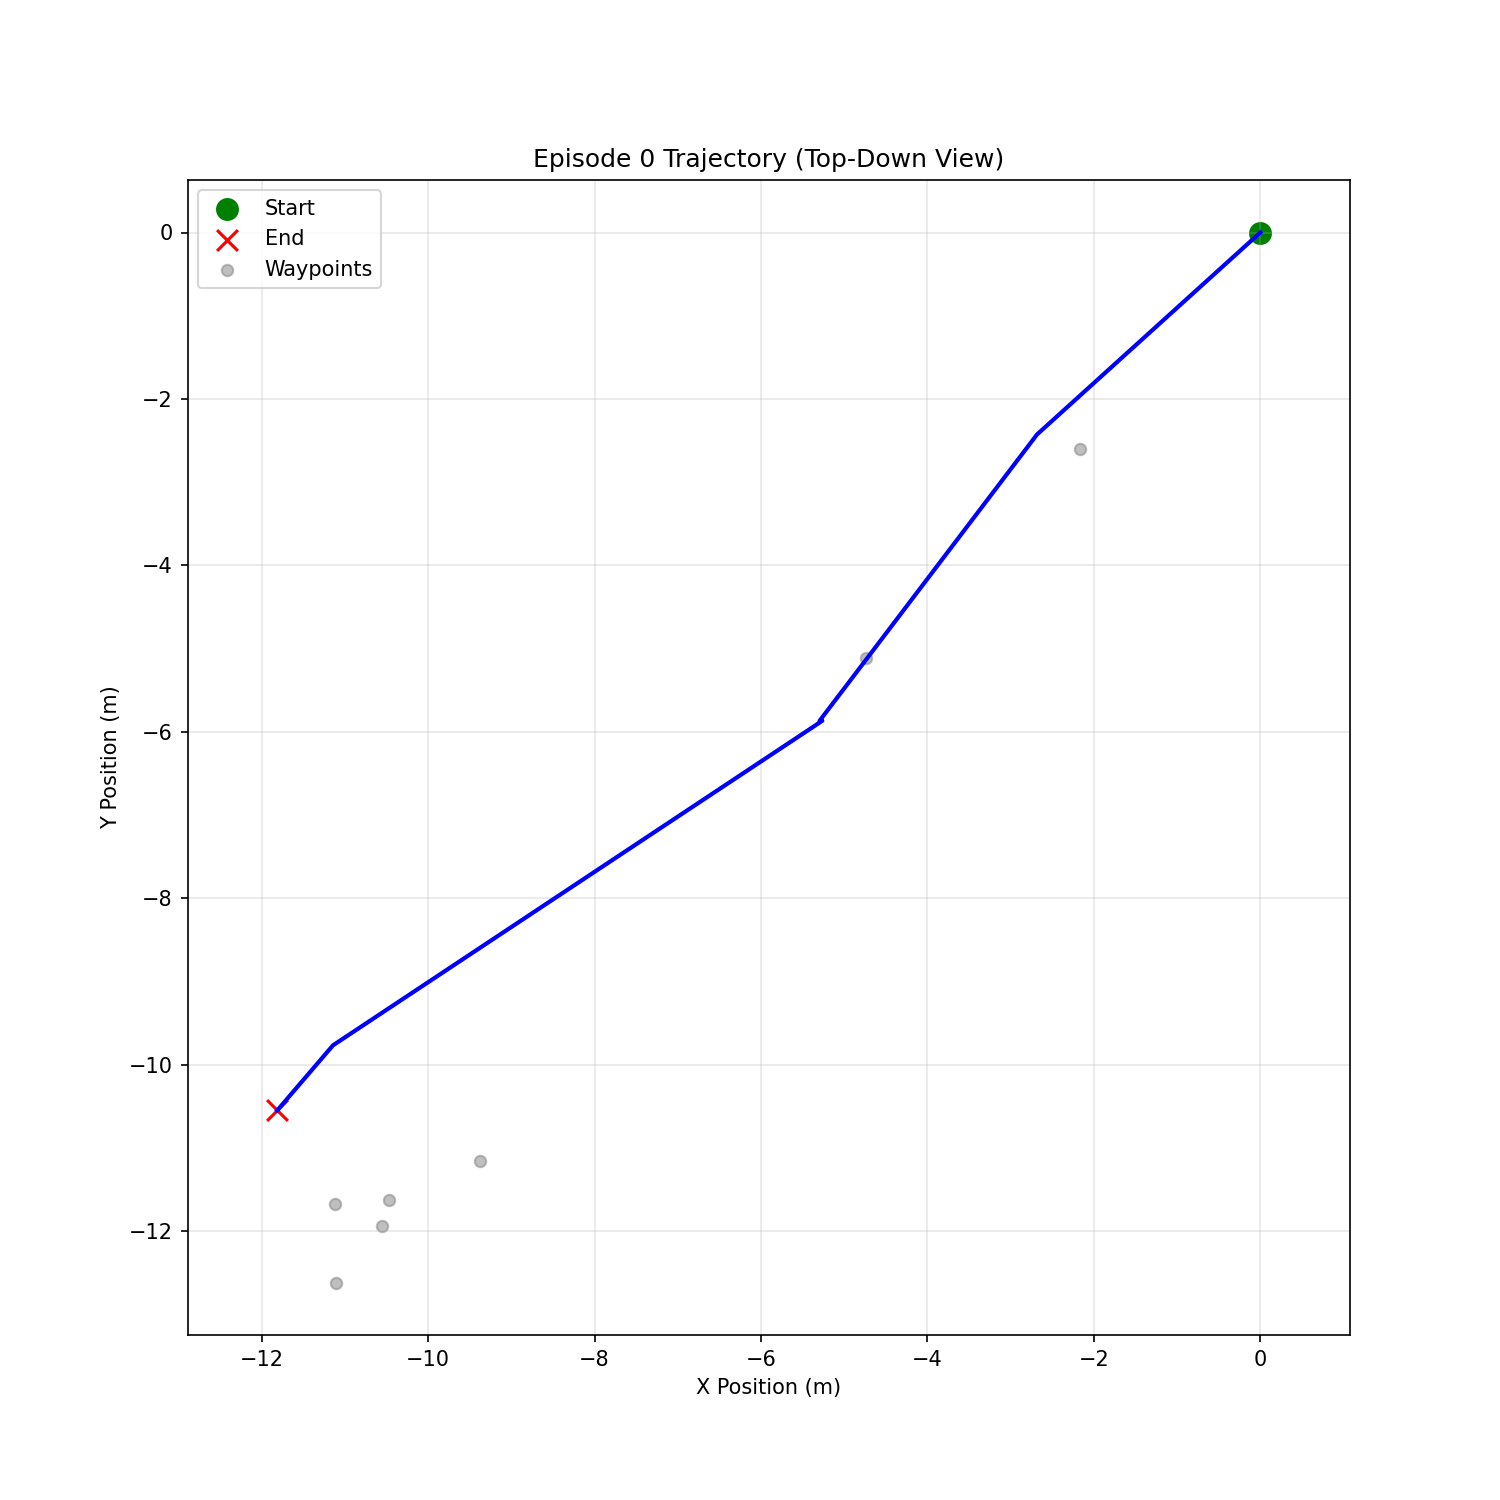 Episode 0 Trajectory (Top-Down View)
Start
End
Waypoints
0
−2
−4
−6
−8
−10
−12
Y Position (m)
−12 −10 −8 −6 −4 −2 0
X Position (m)